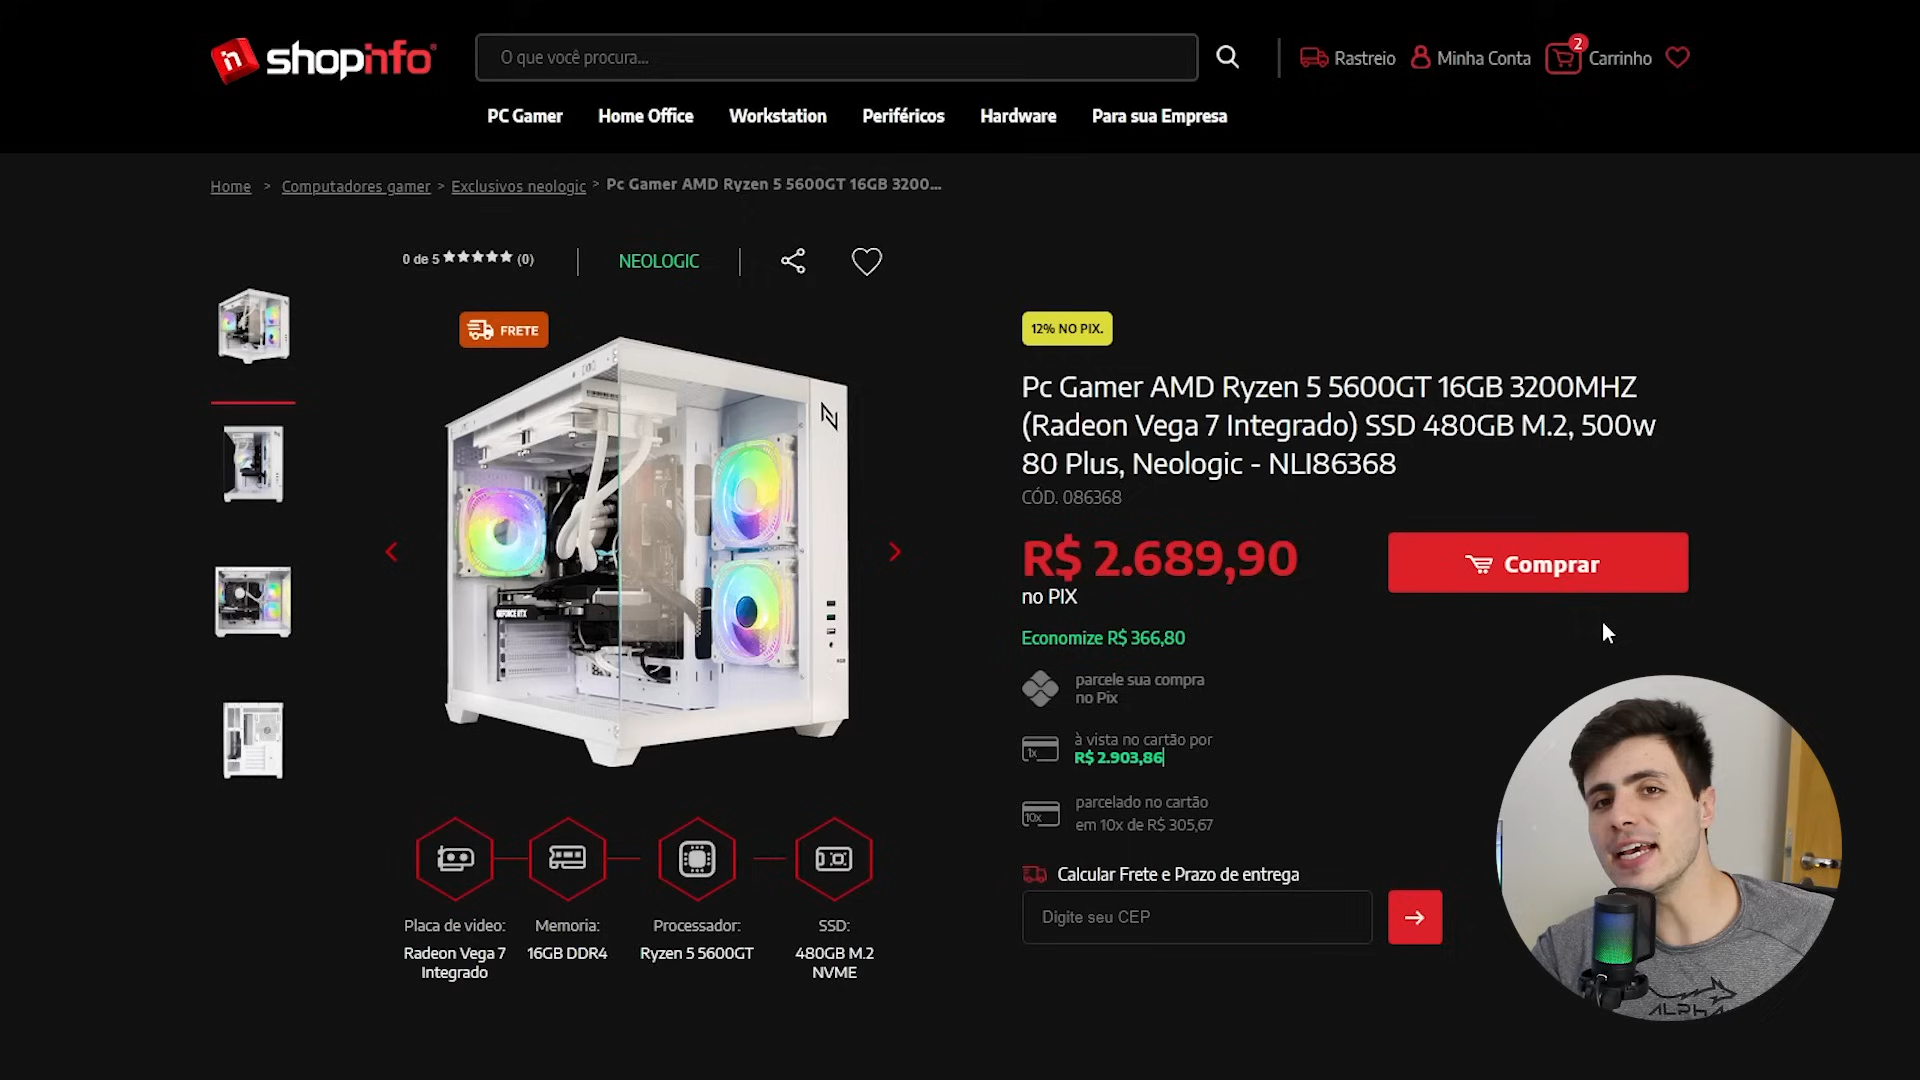 shopinfo
O que você procura...
Rastreio
Minha Conta
2
Carrinho
PC Gamer
Home Office
Workstation
Periféricos
Hardware
Para sua Empresa
Home > Computadores gamer > Exclusivos neologic > Pc Gamer AMD Ryzen 5 5600GT 16GB 3200...
0 de 5 ★★★★★ (0)
NEOLOGIC
FRETE
GEFORCE RTX
12% NO PIX.
Pc Gamer AMD Ryzen 5 5600GT 16GB 3200MHZ
(Radeon Vega 7 Integrado) SSD 480GB M.2, 500w
80 Plus, Neologic - NLI86368
CÓD. 086368
R$ 2.689,90
no PIX
Comprar
Economize R$ 366,80
parcele sua compra
no Pix
1x
à vista no cartão por
R$ 2.903,86
10x
parcelado no cartão
em 10x de R$ 305,67
Calcular Frete e Prazo de entrega
Digite seu CEP
Placa de video:
Radeon Vega 7
Integrado
Memoria:
16GB DDR4
Processador:
Ryzen 5 5600GT
SSD:
480GB M.2
NVME